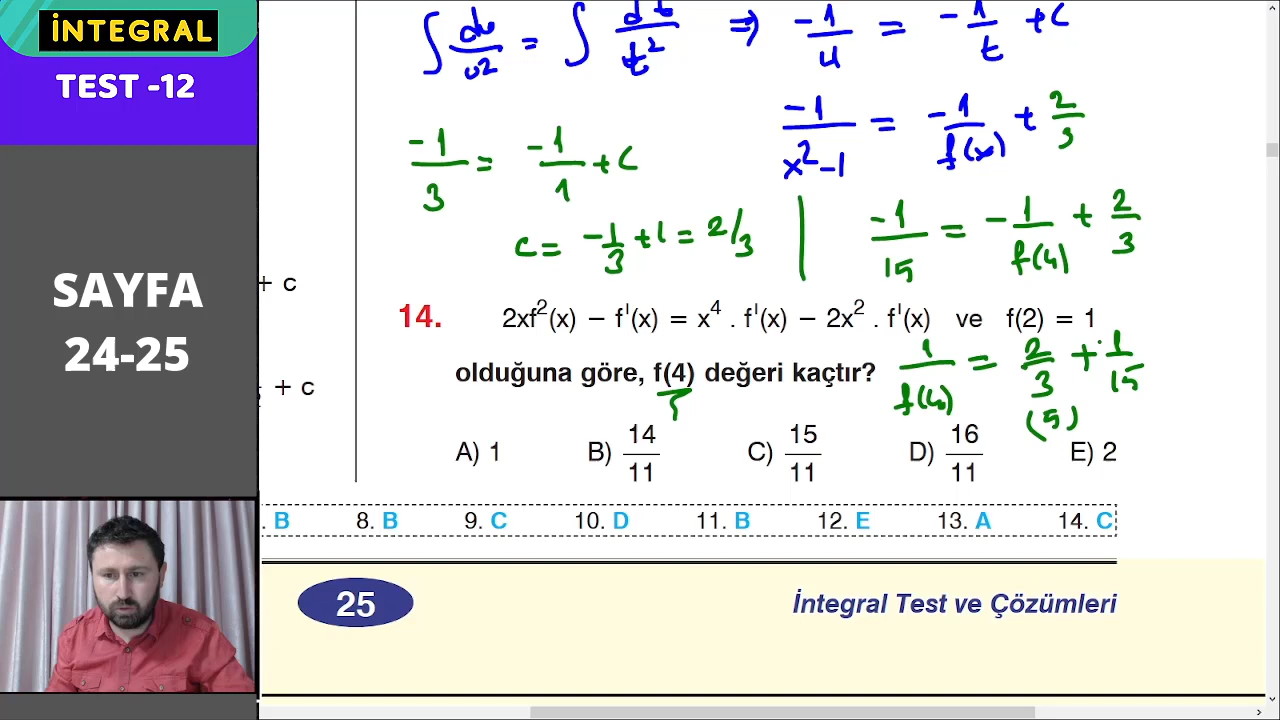 İNTEGRAL
TEST -12
SAYFA
24-25
∫ du/u2 = ∫ dt/t² ⇒ -1/u = -1/t + C
-1/(x²-1) = -1/f(x) + 2/3
-1/3 = -1/1 + C
C = -1/3 + 1 = 2/3
-1/15 = -1/f(4) + 2/3
+ c
14. 2xf²(x) – f'(x) = x⁴ . f'(x) – 2x² . f'(x) ve f(2) = 1
olduğuna göre, f(4) değeri kaçtır?
1/f(4) = 2/3 + 1/15
(5)
+ c
A) 1 B) 14/11 C) 15/11 D) 16/11 E) 2
. B 8. B 9. C 10. D 11. B 12. E 13. A 14. C
25
İntegral Test ve Çözümleri